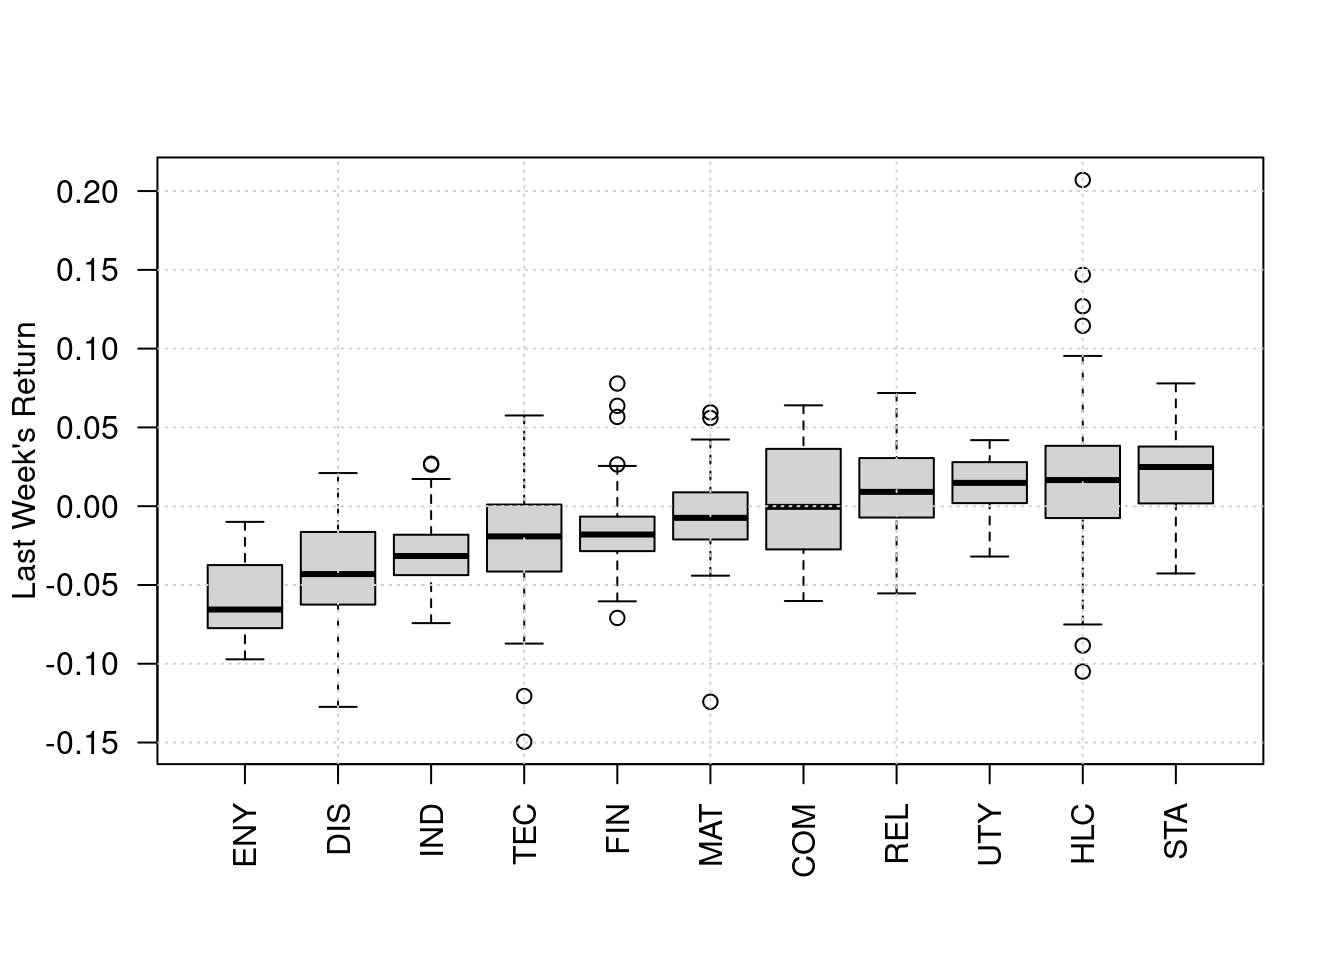 Last Week's Return
0.20
0.15
0.10
0.05
0.00
-0.05
-0.10
-0.15
ENY
DIS
IND
TEC
FIN
MAT
COM
REL
UTY
HLC
STA